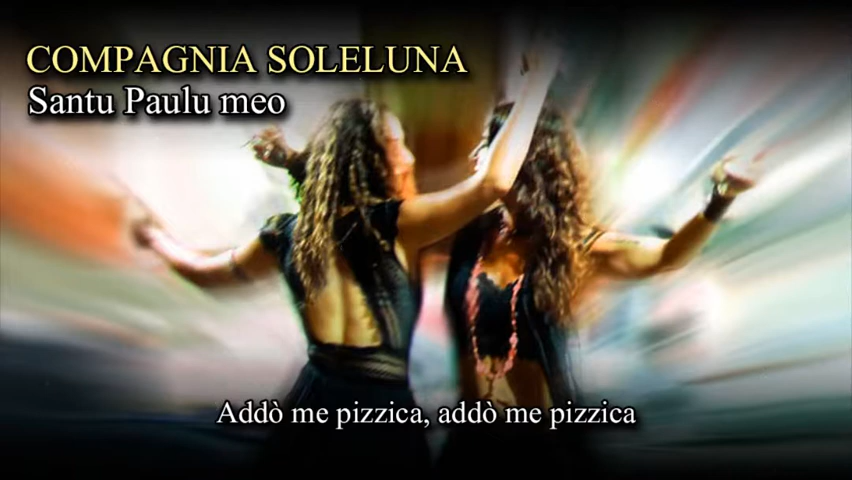 COMPAGNIA SOLELUNA
Santu Paulu meo
Addò me pizzica, addò me pizzica